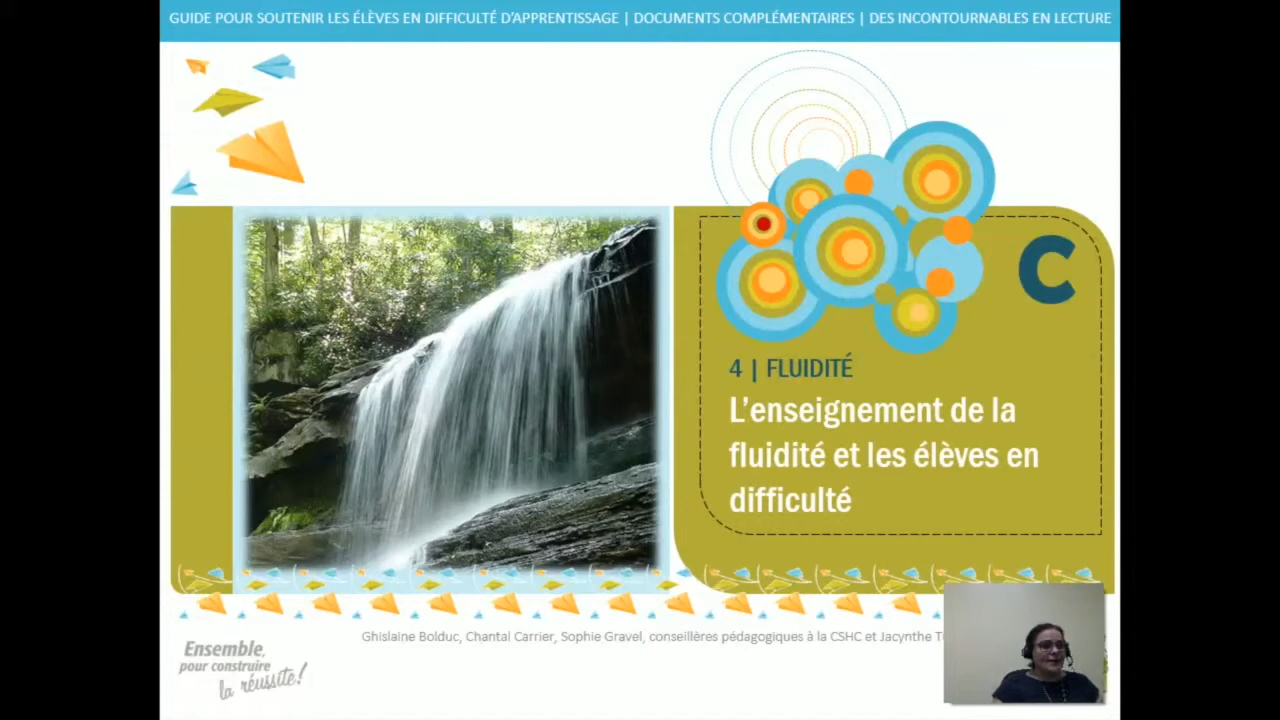 GUIDE POUR SOUTENIR LES ÉLÈVES EN DIFFICULTÉ D'APPRENTISSAGE | DOCUMENTS COMPLÉMENTAIRES | DES INCONTOURNABLES EN LECTURE
C
4 | FLUIDITÉ
L'enseignement de la
fluidité et les élèves en
difficulté
Ghislaine Bolduc, Chantal Carrier, Sophie Gravel, conseillères pédagogiques à la CSHC et Jacynthe
Ensemble,
pour construire
la réussite!